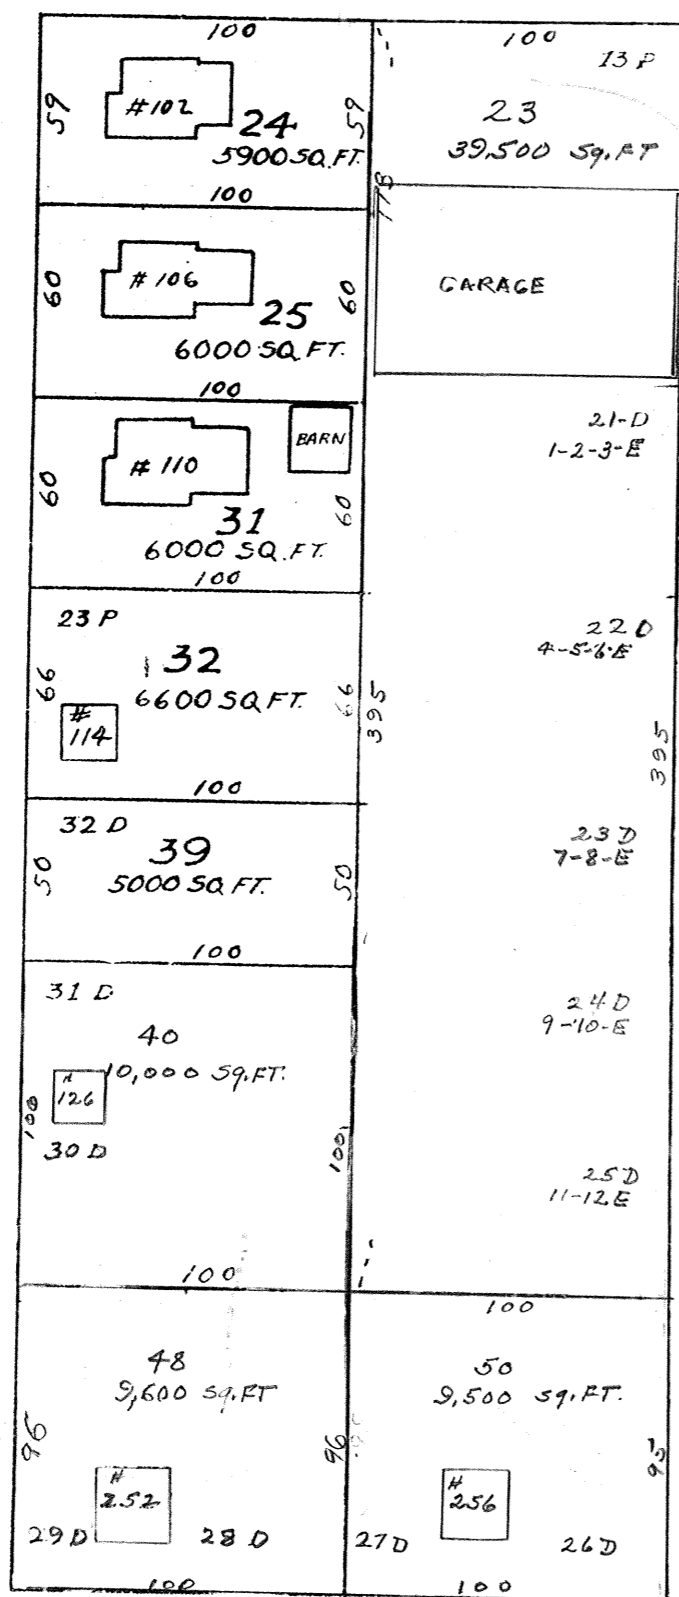 100
59
#102
24
5900 SQ.FT.
59
100
100
13 P
23
39,500 Sq.FT
GARAGE
60
#106
25
6000 SQ.FT.
60
100
60
#110
BARN
31
6000 SQ.FT.
60
100
21-D
1-2-3-E
23 P
66
32
6600 SQ.FT.
#
114
66
100
395
22 D
4-5-6-E
395
32 D
39
5000 SQ.FT.
50
50
100
23 D
7-8-E
31 D
40
10,000 Sq.FT.
#
126
100
30 D
100
100
24 D
9-10-E
25 D
11-12 E
100
48
9,600 Sq.FT
96
96
#
252
29 D
28 D
100
50
9,500 Sq.FT.
95
#
256
27 D
26 D
100